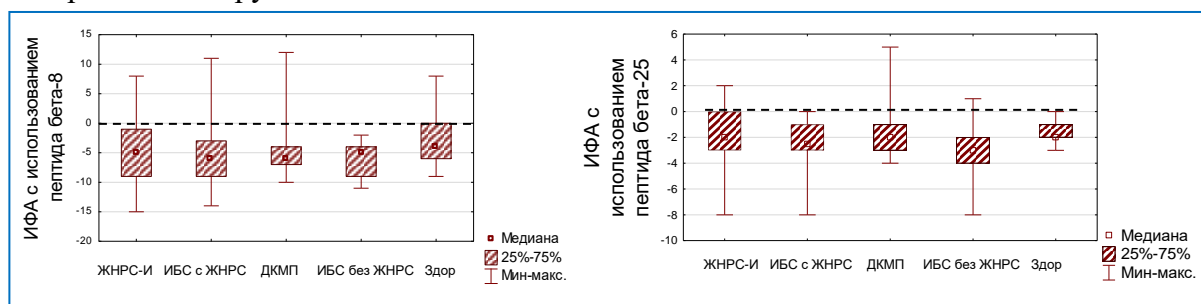 ИФА с использованием
пептида бета-8
15
10
5
0
-5
-10
-15
-20
ЖНРС-И ИБС с ЖНРС ДКМП ИБС без ЖНРС Здор
Медиана
25%-75%
Мин-макс.
ИФА с
использованием
пептида бета-25
6
4
2
0
-2
-4
-6
-8
-10
ЖНРС-И ИБС с ЖНРС ДКМП ИБС без ЖНРС Здор
Медиана
25%-75%
Мин-макс.